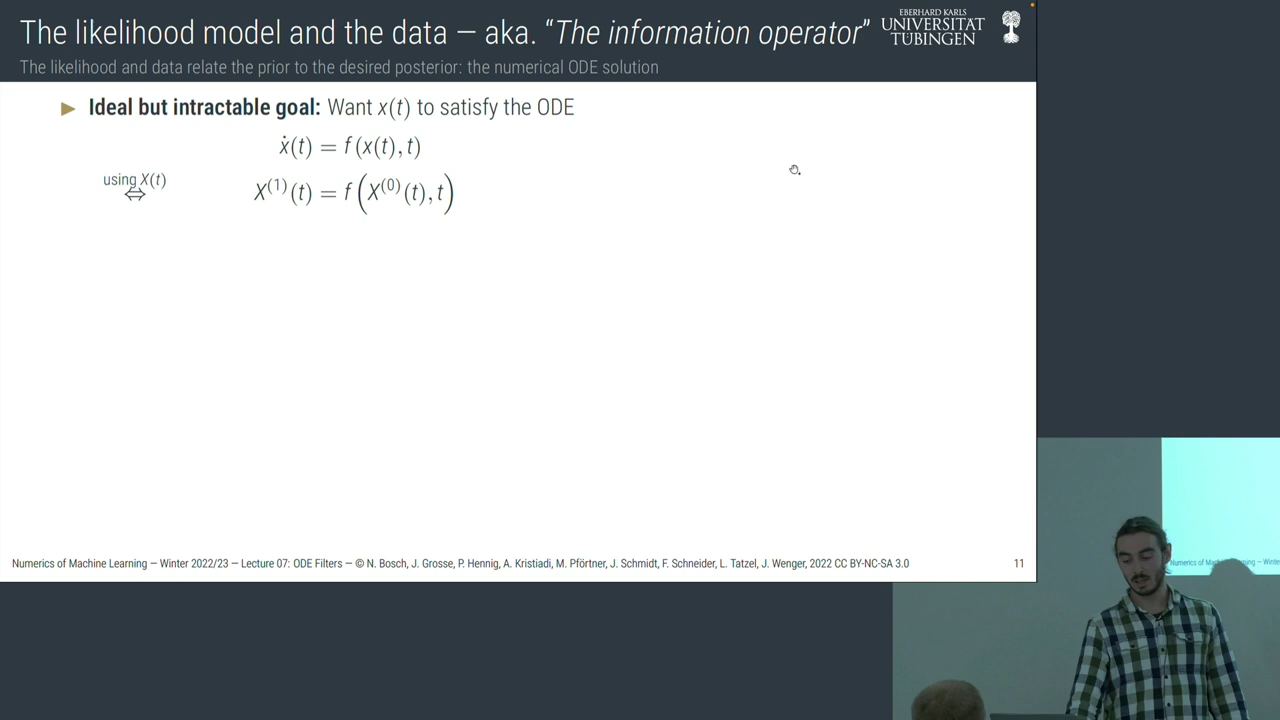 The likelihood model and the data — aka. “The information operator”
The likelihood and data relate the prior to the desired posterior: the numerical ODE solution
EBERHARD KARLS
UNIVERSITÄT
TÜBINGEN
▶ Ideal but intractable goal: Want x(t) to satisfy the ODE
ẋ(t) = f(x(t), t)
using X(t)
⇔ X⁽¹⁾(t) = f(X⁽⁰⁾(t), t)
Numerics of Machine Learning — Winter 2022/23 — Lecture 07: ODE Filters — © N. Bosch, J. Grosse, P. Hennig, A. Kristiadi, M. Pförtner, J. Schmidt, F. Schneider, L. Tatzel, J. Wenger, 2022 CC BY-NC-SA 3.0
11
Numerics of Machine